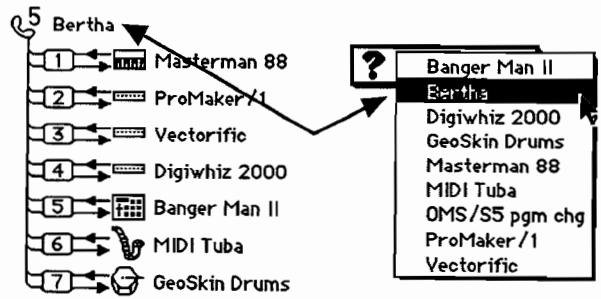 5 Bertha
1 Masterman 88
2 ProMaker/1
3 Vectorific
4 Digiwhiz 2000
5 Banger Man II
6 MIDI Tuba
7 GeoSkin Drums
?
Banger Man II
Bertha
Digiwhiz 2000
GeoSkin Drums
Masterman 88
MIDI Tuba
OMS/S5 pgm chg
ProMaker/1
Vectorific